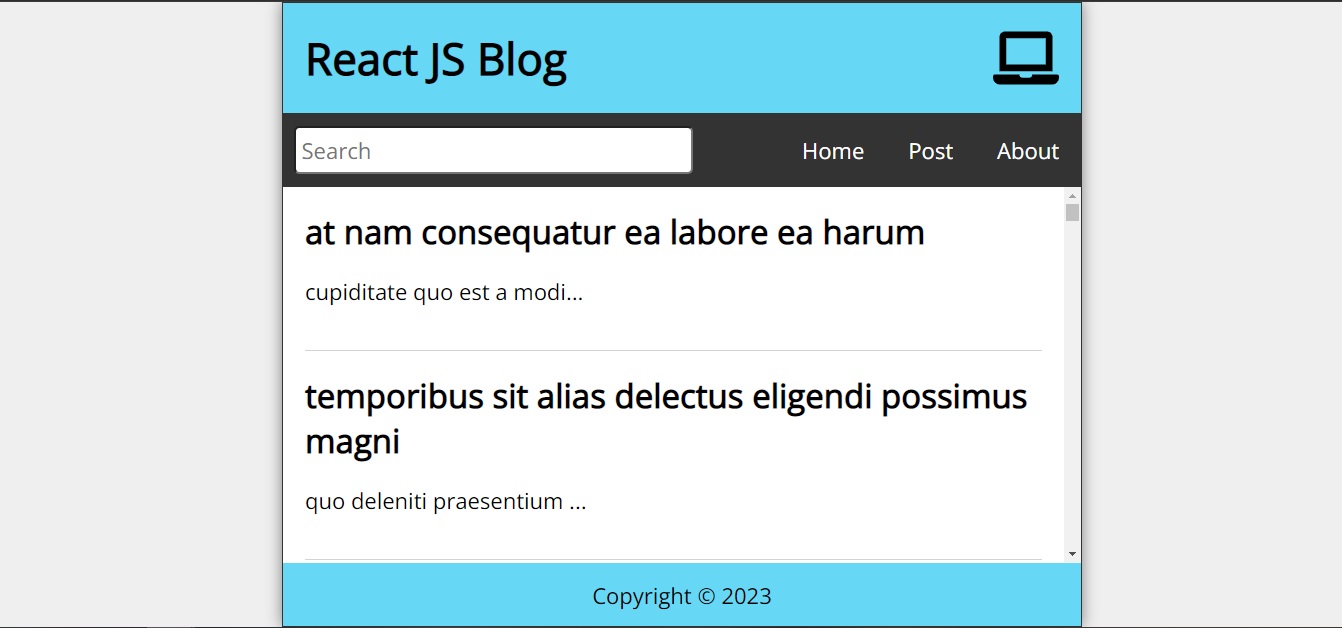 React JS Blog
Search
Home Post About
at nam consequatur ea labore ea harum
cupiditate quo est a modi...
temporibus sit alias delectus eligendi possimus
magni
quo deleniti praesentium ...
Copyright © 2023